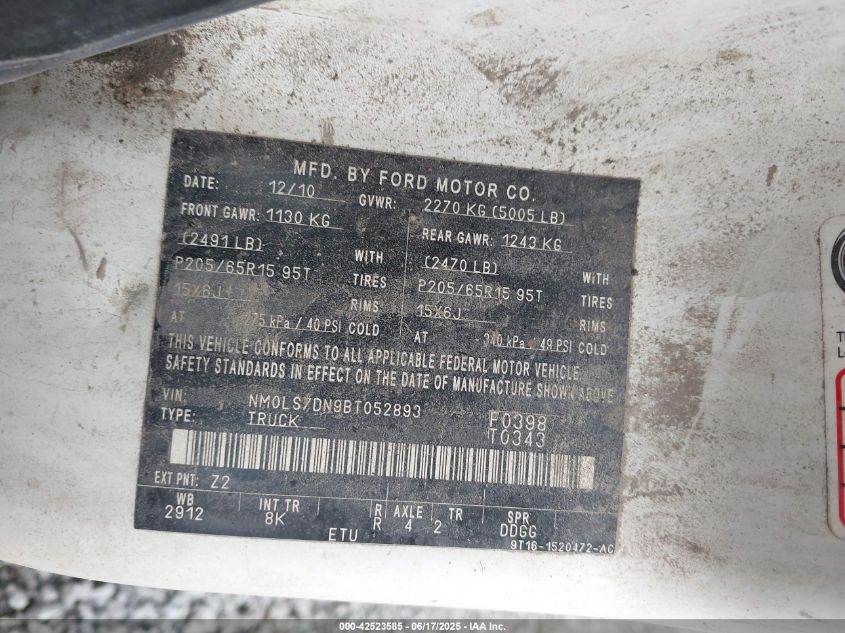 MFD. BY FORD MOTOR CO.
DATE: 12/10 GVWR: 2270 KG (5005 LB)
FRONT GAWR: 1130 KG REAR GAWR: 1243 KG
(2491 LB) WITH (2470 LB) WITH
P205/65R15 95T TIRES P205/65R15 95T TIRES
15X6J RIMS 15X6J RIMS
AT 275 kPa / 40 PSI COLD AT 340 kPa / 49 PSI COLD
THIS VEHICLE CONFORMS TO ALL APPLICABLE FEDERAL MOTOR VEHICLE
SAFETY STANDARDS IN EFFECT ON THE DATE OF MANUFACTURE SHOWN ABOVE
VIN: NM0LS7DN9BT052893 F0398
TYPE: TRUCK T0343
EXT PNT: Z2
WB INT TR R AXLE TR SPR
2912 8K R 4 2 DDGG
ETU 9T16-1520472-AC
000-42523585 - 06/17/2025 - IAA Inc.